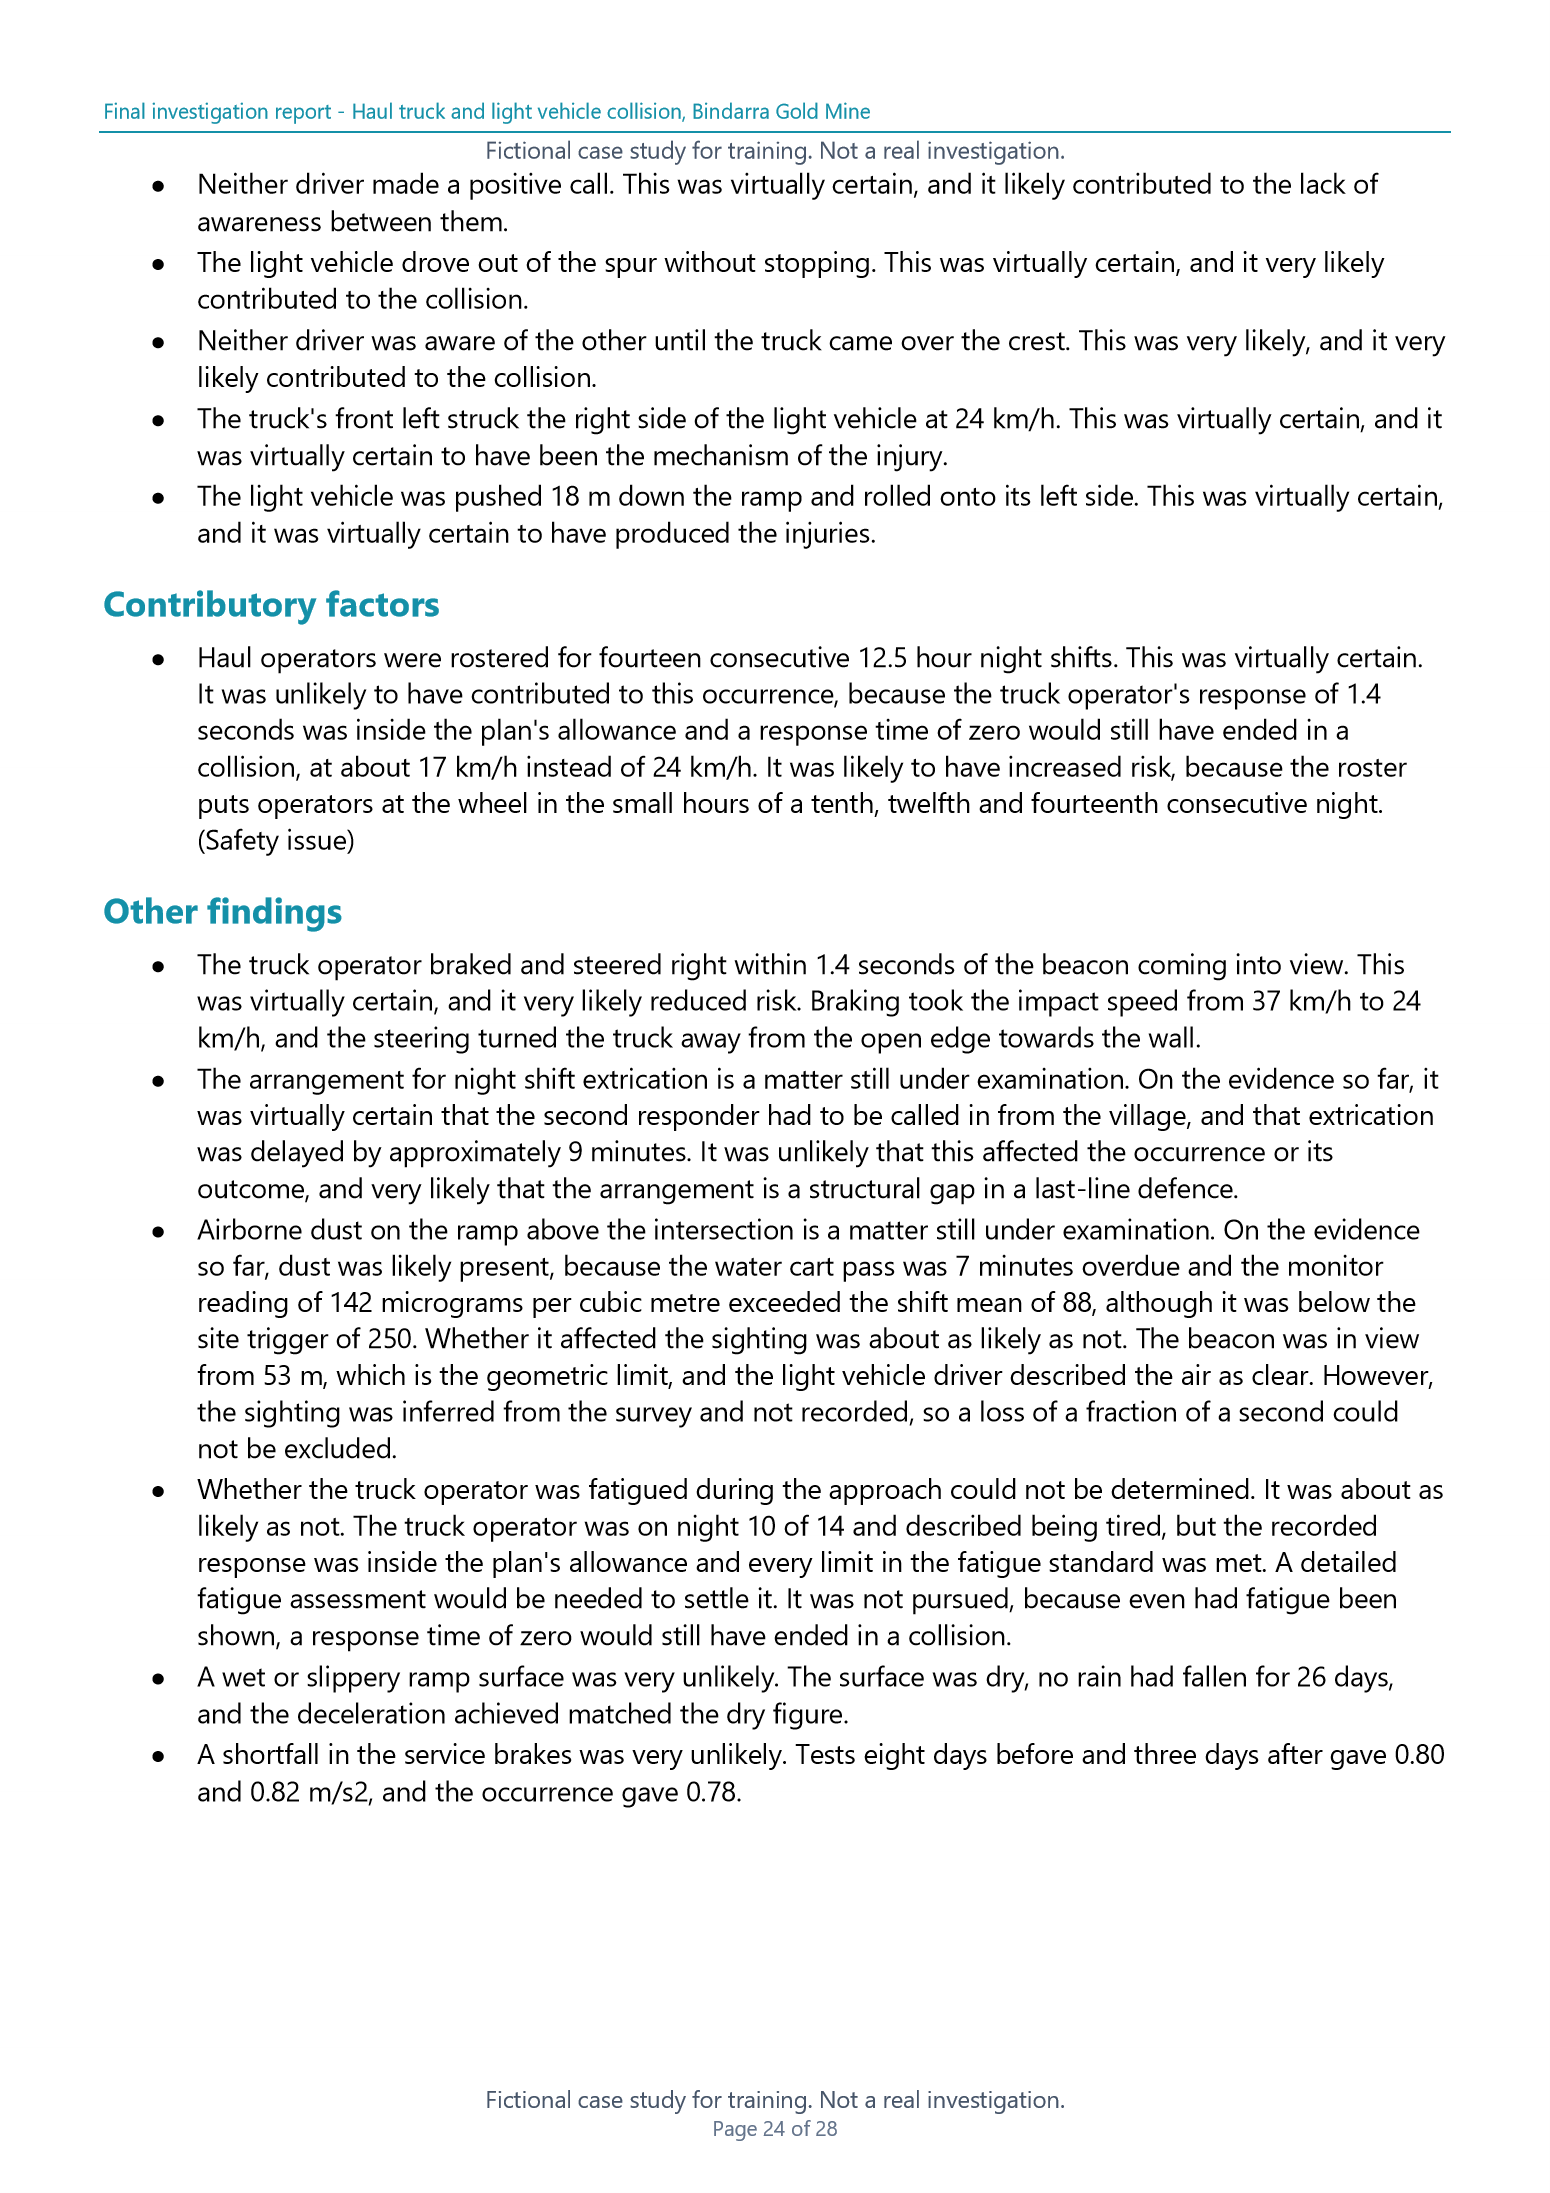 Final investigation report - Haul truck and light vehicle collision, Bindarra Gold Mine
Fictional case study for training. Not a real investigation.
● Neither driver made a positive call. This was virtually certain, and it likely contributed to the lack of
awareness between them.
● The light vehicle drove out of the spur without stopping. This was virtually certain, and it very likely
contributed to the collision.
● Neither driver was aware of the other until the truck came over the crest. This was very likely, and it very
likely contributed to the collision.
● The truck's front left struck the right side of the light vehicle at 24 km/h. This was virtually certain, and it
was virtually certain to have been the mechanism of the injury.
● The light vehicle was pushed 18 m down the ramp and rolled onto its left side. This was virtually certain,
and it was virtually certain to have produced the injuries.
Contributory factors
● Haul operators were rostered for fourteen consecutive 12.5 hour night shifts. This was virtually certain.
It was unlikely to have contributed to this occurrence, because the truck operator's response of 1.4
seconds was inside the plan's allowance and a response time of zero would still have ended in a
collision, at about 17 km/h instead of 24 km/h. It was likely to have increased risk, because the roster
puts operators at the wheel in the small hours of a tenth, twelfth and fourteenth consecutive night.
(Safety issue)
Other findings
● The truck operator braked and steered right within 1.4 seconds of the beacon coming into view. This
was virtually certain, and it very likely reduced risk. Braking took the impact speed from 37 km/h to 24
km/h, and the steering turned the truck away from the open edge towards the wall.
● The arrangement for night shift extrication is a matter still under examination. On the evidence so far, it
was virtually certain that the second responder had to be called in from the village, and that extrication
was delayed by approximately 9 minutes. It was unlikely that this affected the occurrence or its
outcome, and very likely that the arrangement is a structural gap in a last-line defence.
● Airborne dust on the ramp above the intersection is a matter still under examination. On the evidence
so far, dust was likely present, because the water cart pass was 7 minutes overdue and the monitor
reading of 142 micrograms per cubic metre exceeded the shift mean of 88, although it was below the
site trigger of 250. Whether it affected the sighting was about as likely as not. The beacon was in view
from 53 m, which is the geometric limit, and the light vehicle driver described the air as clear. However,
the sighting was inferred from the survey and not recorded, so a loss of a fraction of a second could
not be excluded.
● Whether the truck operator was fatigued during the approach could not be determined. It was about as
likely as not. The truck operator was on night 10 of 14 and described being tired, but the recorded
response was inside the plan's allowance and every limit in the fatigue standard was met. A detailed
fatigue assessment would be needed to settle it. It was not pursued, because even had fatigue been
shown, a response time of zero would still have ended in a collision.
● A wet or slippery ramp surface was very unlikely. The surface was dry, no rain had fallen for 26 days,
and the deceleration achieved matched the dry figure.
● A shortfall in the service brakes was very unlikely. Tests eight days before and three days after gave 0.80
and 0.82 m/s2, and the occurrence gave 0.78.
Fictional case study for training. Not a real investigation.
Page 24 of 28